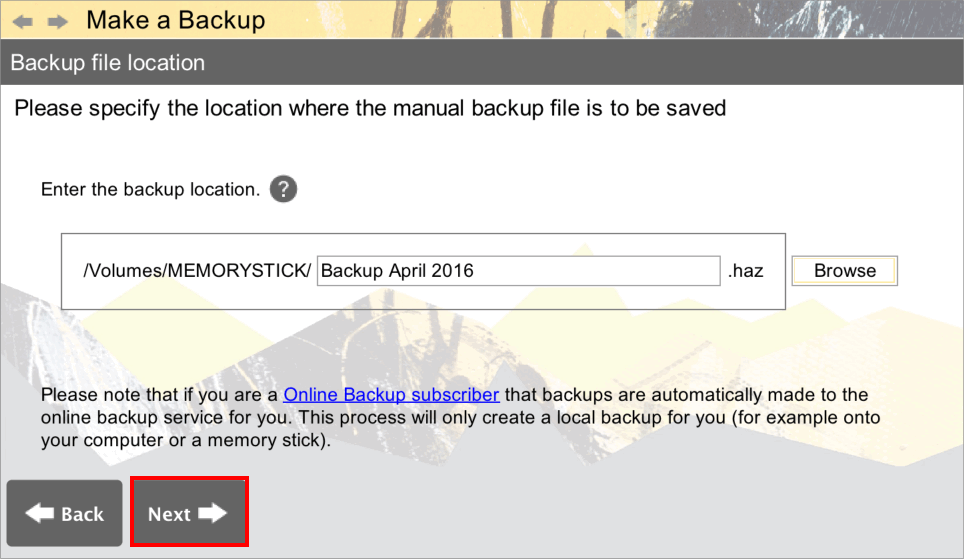 Make a Backup
Backup file location
Please specify the location where the manual backup file is to be saved
Enter the backup location. ?
/Volumes/MEMORYSTICK/ Backup April 2016 .haz Browse
Please note that if you are a Online Backup subscriber that backups are automatically made to the
online backup service for you. This process will only create a local backup for you (for example onto
your computer or a memory stick).
Back Next